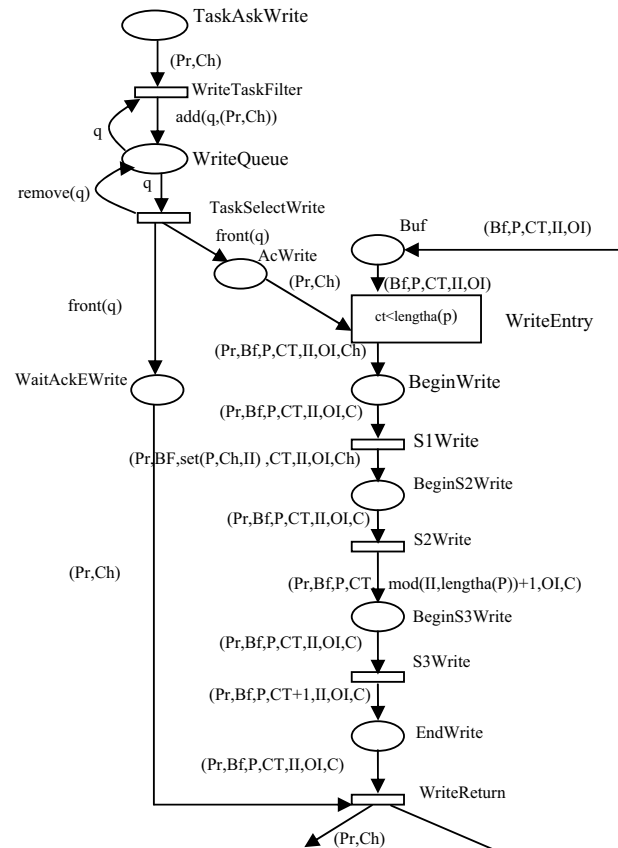 TaskAskWrite
(Pr,Ch)
WriteTaskFilter
add(q,(Pr,Ch))
q
WriteQueue
q
remove(q)
TaskSelectWrite
front(q)
Buf
(Bf,P,CT,II,OI)
AcWrite
(Pr,Ch)
(Bf,P,CT,II,OI)
front(q)
ct<lengtha(p)
WriteEntry
(Pr,Bf,P,CT,II,OI,Ch)
WaitAckEWrite
BeginWrite
(Pr,Bf,P,CT,II,OI,C)
S1Write
(Pr,BF,set(P,Ch,II) ,CT,II,OI,Ch)
BeginS2Write
(Pr,Bf,P,CT,II,OI,C)
S2Write
(Pr,Ch)
(Pr,Bf,P,CT, mod(II,lengtha(P))+1,OI,C)
BeginS3Write
(Pr,Bf,P,CT,II,OI,C)
S3Write
(Pr,Bf,P,CT+1,II,OI,C)
EndWrite
(Pr,Bf,P,CT,II,OI,C)
WriteReturn
(Pr,Ch)